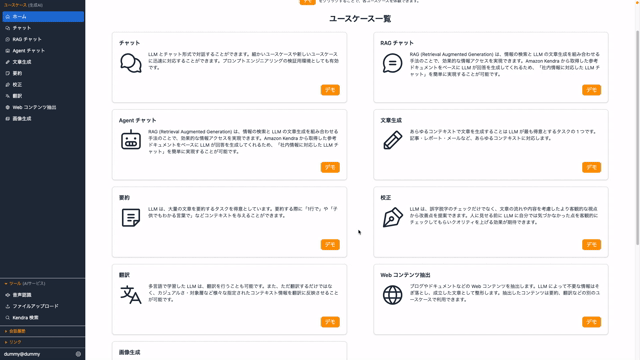 ユースケース (生成AI)
ホーム
チャット
RAG チャット
Agent チャット
文章生成
要約
校正
翻訳
Web コンテンツ抽出
画像生成
ツール (AIサービス)
音声認識
ファイルアップロード
Kendra 検索
会話履歴
リンク
dummy@dummy
デモ
ユースケース一覧
チャット
LLM とチャット形式で対話することができます。細かいユースケースや新しいユースケース
に迅速に対応することができます。プロンプトエンジニアリングの検証用環境としても有効
です。
デモ
RAG チャット
RAG (Retrieval Augmented Generation) は、情報の検索と LLM の文章生成を組み合わせる
手法のことで、効果的な情報アクセスを実現できます。Amazon Kendra から取得した参考
ドキュメントをベースに LLM が回答を生成してくれるため、「社内情報に対応した LLM チ
ャット」を簡単に実現することが可能です。
デモ
Agent チャット
RAG (Retrieval Augmented Generation) は、情報の検索と LLM の文章生成を組み合わせる
手法のことで、効果的な情報アクセスを実現できます。Amazon Kendra から取得した参考
ドキュメントをベースに LLM が回答を生成してくれるため、「社内情報に対応した LLM チ
ャット」を簡単に実現することが可能です。
デモ
文章生成
あらゆるコンテキストで文章を生成することは LLM が最も得意とするタスクの 1 つです。
記事・レポート・メールなど、あらゆるコンテキストに対応します。
デモ
要約
LLM は、大量の文章を要約するタスクを得意としています。要約する際に「1行で」や「子
供でもわかる言葉で」などコンテキストを与えることができます。
デモ
校正
LLM は、誤字脱字のチェックだけでなく、文章の流れや内容を考慮したより客観的な視点
から改善点を提案できます。人に見せる前に LLM に自分では気づかなかった点を客観的に
チェックしてもらいクオリティを上げる効果が期待できます。
デモ
翻訳
多言語で学習した LLM は、翻訳を行うことも可能です。また、ただ翻訳するだけではな
く、カジュアルさ・対象層など様々な指定されたコンテキスト情報を翻訳に反映させること
が可能です。
デモ
Web コンテンツ抽出
ブログやドキュメントなどの Web コンテンツを抽出します。LLM によって不要な情報はそ
ぎ落とし、成立した文章として整形します。抽出したコンテンツは要約、翻訳などの別のユ
ースケースで利用できます。
デモ
画像生成